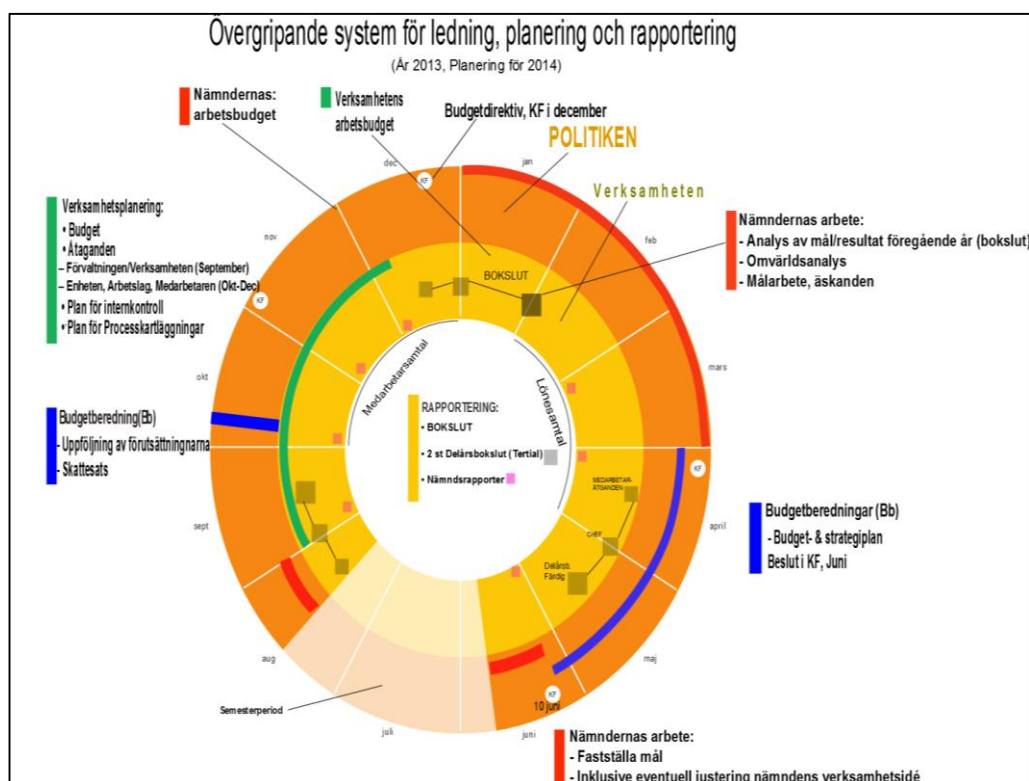 Övergripande system för ledning, planering och rapportering
(År 2013, Planering för 2014)
Nämndernas:
arbetsbudget
Verksamhetens
arbetsbudget
Budgetdirektiv, KF i december
POLITIKEN
Verksamheten
dec
jan
KF
nov
feb
KF
Verksamhetsplanering:
• Budget
• Åtaganden
– Förvaltningen/Verksamheten (September)
– Enheten, Arbetslag, Medarbetaren (Okt-Dec)
• Plan för internkontroll
• Plan för Processkartläggningar
Nämndernas arbete:
- Analys av mål/resultat föregående år (bokslut)
- Omvärldsanalys
- Målarbete, äskanden
BOKSLUT
Medarbetarsamtal
Lönesamtal
okt
mars
RAPPORTERING:
• BOKSLUT
• 2 st Delårsbokslut (Tertial)
• Nämndsrapporter
Budgetberedning(Bb)
- Uppföljning av förutsättningnarna
- Skattesats
KF
MEDARBETAR-
ÅTGANDEN
CHEF
Delårsb.
Färdig
sept
april
Budgetberedningar (Bb)
- Budget- & strategiplan
Beslut i KF, Juni
aug
maj
Semesterperiod
juli
juni
KF
10 juni
Nämndernas arbete:
- Fastställa mål
- Inklusive eventuell justering nämndens verksamhetsidé